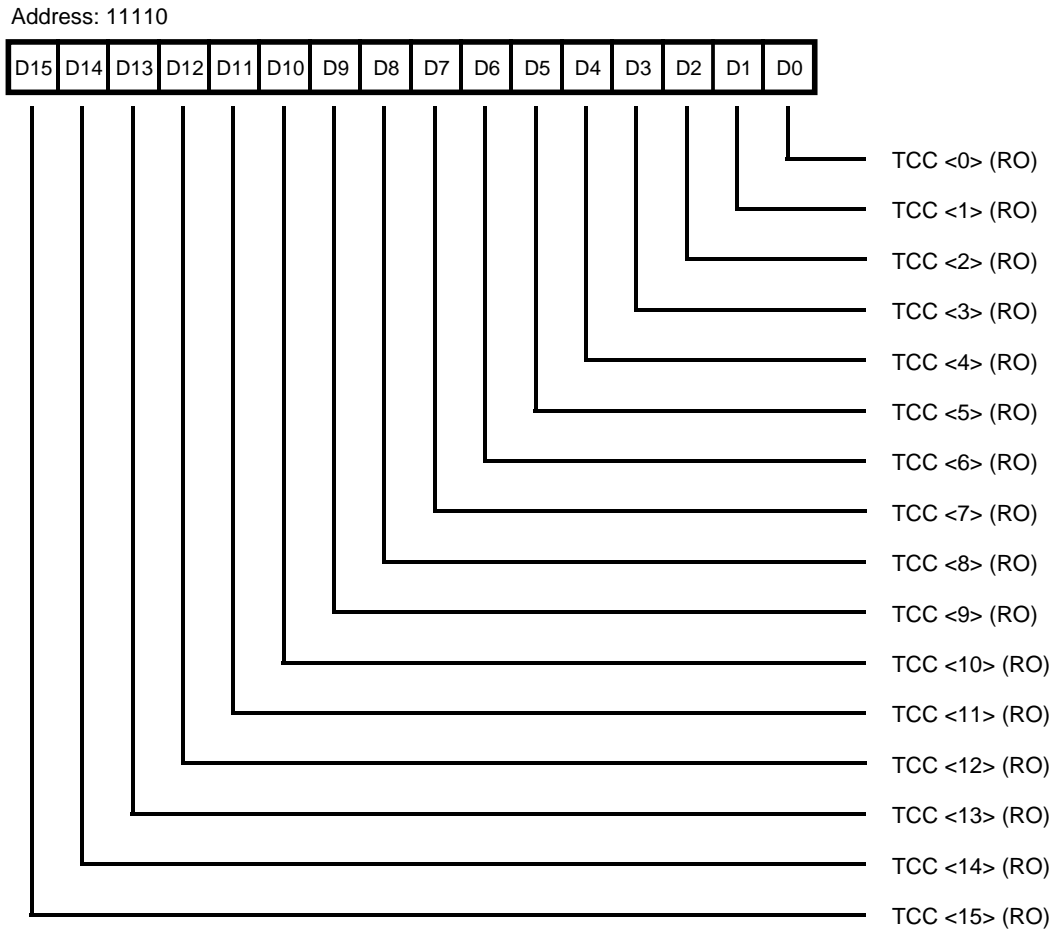 Address: 11110
D15 D14 D13 D12 D11 D10 D9 D8 D7 D6 D5 D4 D3 D2 D1 D0
TCC <0> (RO)
TCC <1> (RO)
TCC <2> (RO)
TCC <3> (RO)
TCC <4> (RO)
TCC <5> (RO)
TCC <6> (RO)
TCC <7> (RO)
TCC <8> (RO)
TCC <9> (RO)
TCC <10> (RO)
TCC <11> (RO)
TCC <12> (RO)
TCC <13> (RO)
TCC <14> (RO)
TCC <15> (RO)